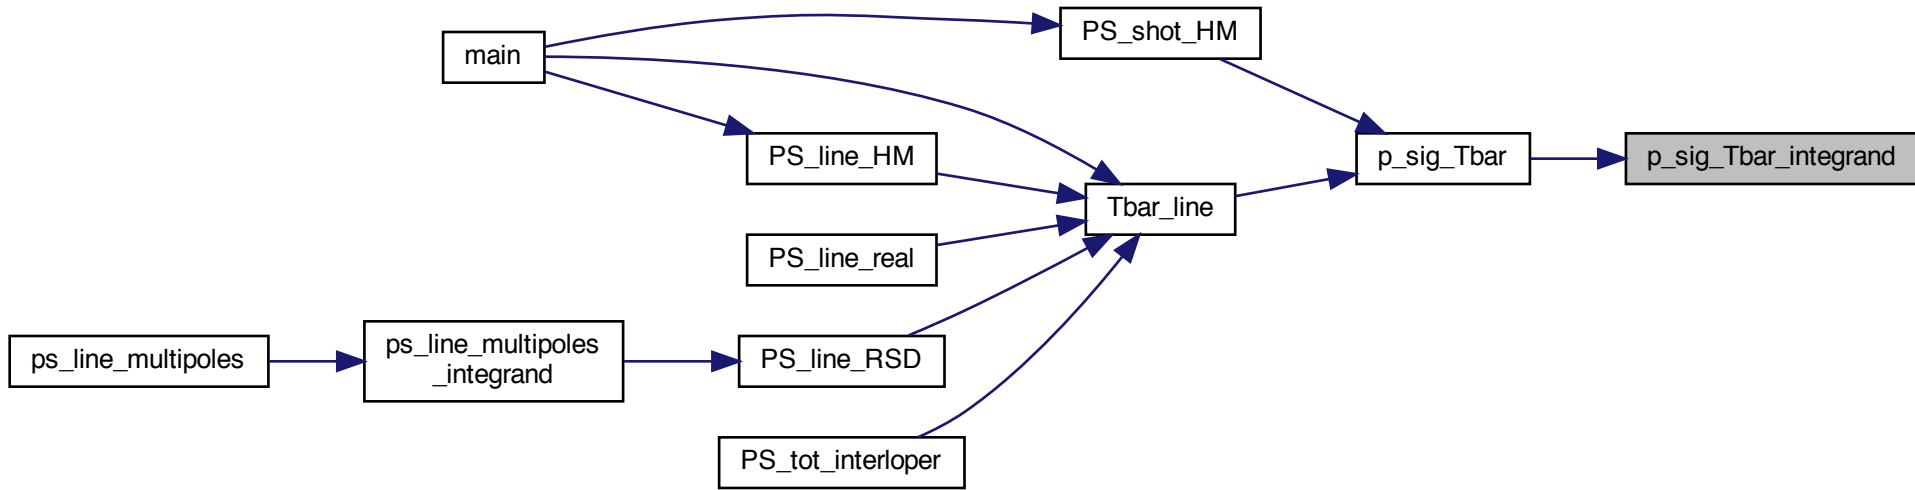 PS_shot_HM
main
PS_line_HM
p_sig_Tbar
p_sig_Tbar_integrand
Tbar_line
PS_line_real
ps_line_multipoles
ps_line_multipoles
_integrand
PS_line_RSD
PS_tot_interloper